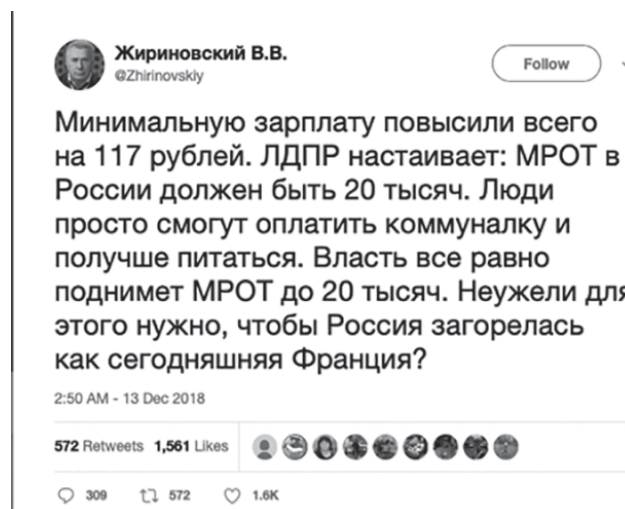 Жириновский В.В.
@Zhirinovskiy
Follow
Минимальную зарплату повысили всего
на 117 рублей. ЛДПР настаивает: МРОТ в
России должен быть 20 тысяч. Люди
просто смогут оплатить коммуналку и
получше питаться. Власть все равно
поднимет МРОТ до 20 тысяч. Неужели для
этого нужно, чтобы Россия загорелась
как сегодняшняя Франция?
2:50 AM - 13 Dec 2018
572 Retweets 1,561 Likes
309 572 1.6K